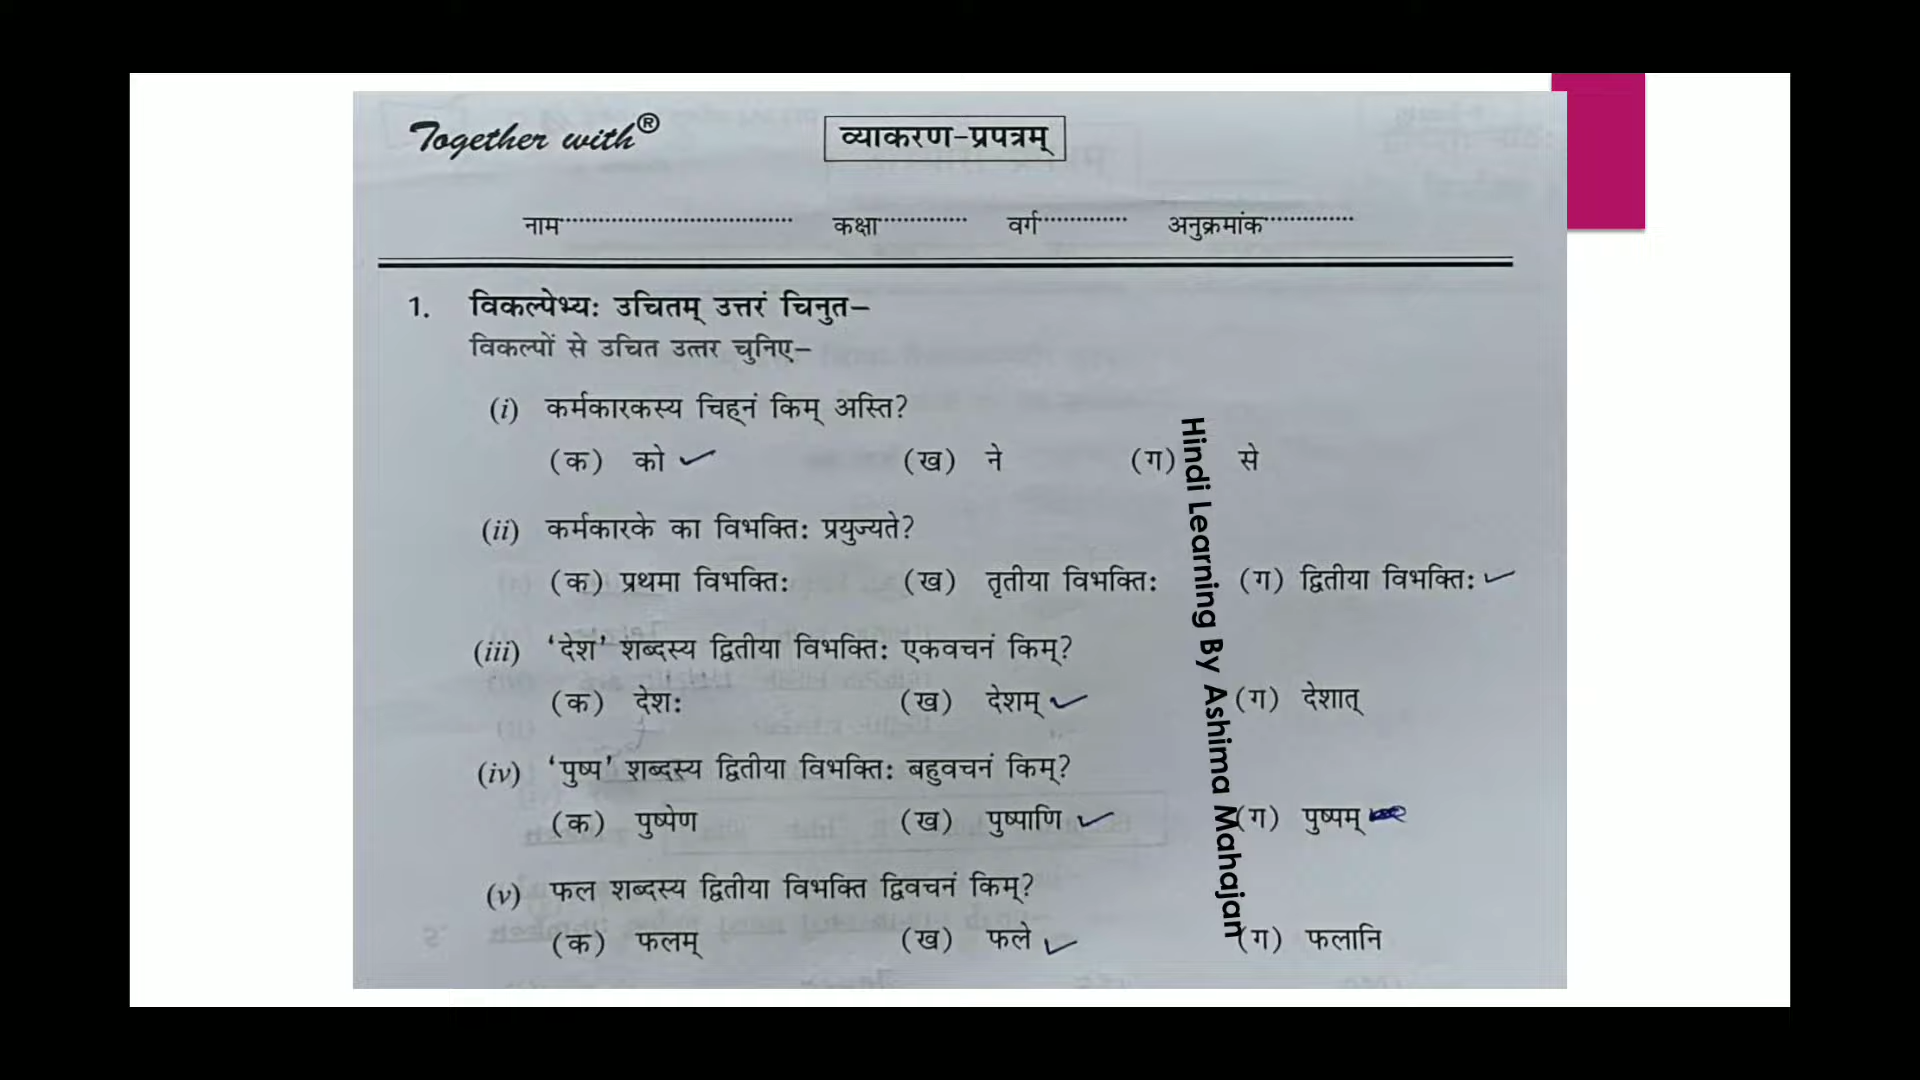 Together with®
व्याकरण-प्रपत्रम्
नाम.................................... कक्षा.............. वर्ग.............. अनुक्रमांक..............
1. विकल्पेभ्यः उचितम् उत्तरं चिनुत–
विकल्पों से उचित उत्तर चुनिए–
(i) कर्मकारकस्य चिह्नं किम् अस्ति?
(क) को ✓ (ख) ने (ग) से
(ii) कर्मकारके का विभक्तिः प्रयुज्यते?
(क) प्रथमा विभक्तिः (ख) तृतीया विभक्तिः (ग) द्वितीया विभक्तिः ✓
(iii) ‘देश’ शब्दस्य द्वितीया विभक्तिः एकवचनं किम्?
(क) देशः (ख) देशम् ✓ (ग) देशात्
(iv) ‘पुष्प’ शब्दस्य द्वितीया विभक्तिः बहुवचनं किम्?
(क) पुष्पेण (ख) पुष्पाणि ✓ (ग) पुष्पम्
(v) फल शब्दस्य द्वितीया विभक्ति द्विवचनं किम्?
(क) फलम् (ख) फले ✓ (ग) फलानि
Hindi Learning By Ashima Mahajan